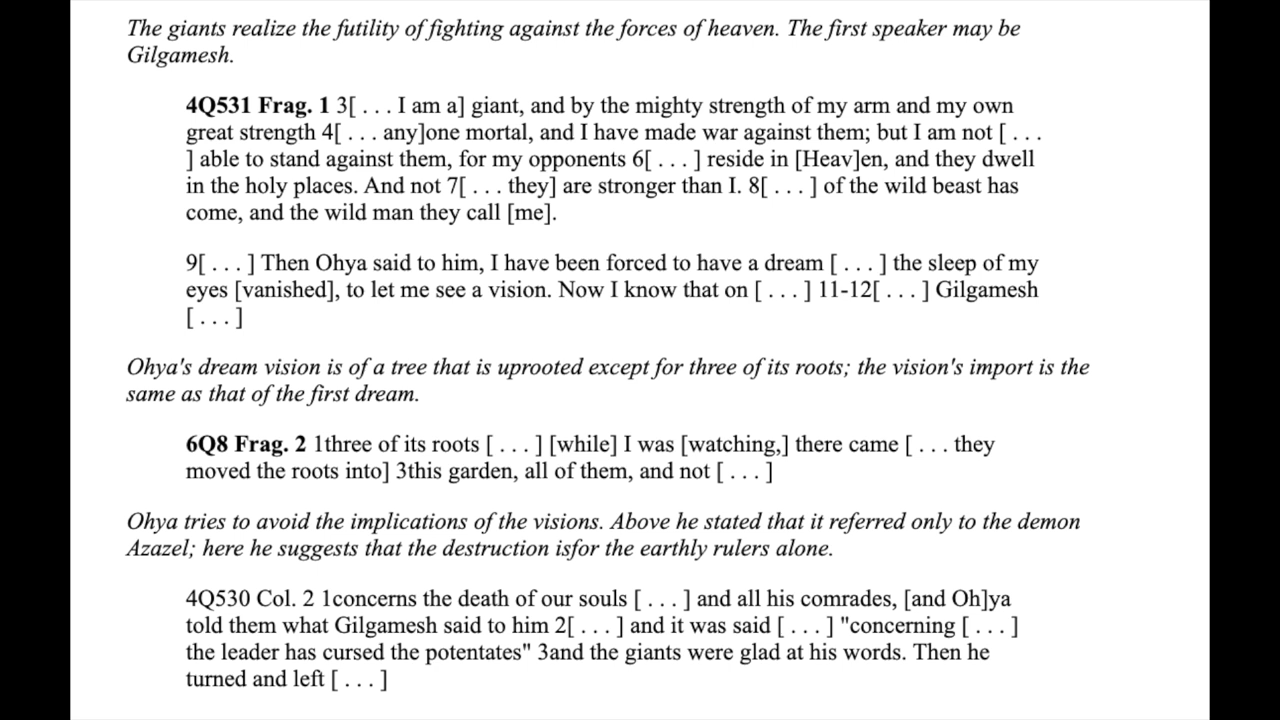 The giants realize the futility of fighting against the forces of heaven. The first speaker may be
Gilgamesh.
4Q531 Frag. 1 3[ . . . I am a] giant, and by the mighty strength of my arm and my own
great strength 4[ . . . any]one mortal, and I have made war against them; but I am not [ . . .
] able to stand against them, for my opponents 6[ . . . ] reside in [Heav]en, and they dwell
in the holy places. And not 7[ . . . they] are stronger than I. 8[ . . . ] of the wild beast has
come, and the wild man they call [me].
9[ . . . ] Then Ohya said to him, I have been forced to have a dream [ . . . ] the sleep of my
eyes [vanished], to let me see a vision. Now I know that on [ . . . ] 11-12[ . . . ] Gilgamesh
[ . . . ]
Ohya's dream vision is of a tree that is uprooted except for three of its roots; the vision's import is the
same as that of the first dream.
6Q8 Frag. 2 1three of its roots [ . . . ] [while] I was [watching,] there came [ . . . they
moved the roots into] 3this garden, all of them, and not [ . . . ]
Ohya tries to avoid the implications of the visions. Above he stated that it referred only to the demon
Azazel; here he suggests that the destruction isfor the earthly rulers alone.
4Q530 Col. 2 1concerns the death of our souls [ . . . ] and all his comrades, [and Oh]ya
told them what Gilgamesh said to him 2[ . . . ] and it was said [ . . . ] "concerning [ . . . ]
the leader has cursed the potentates" 3and the giants were glad at his words. Then he
turned and left [ . . . ]